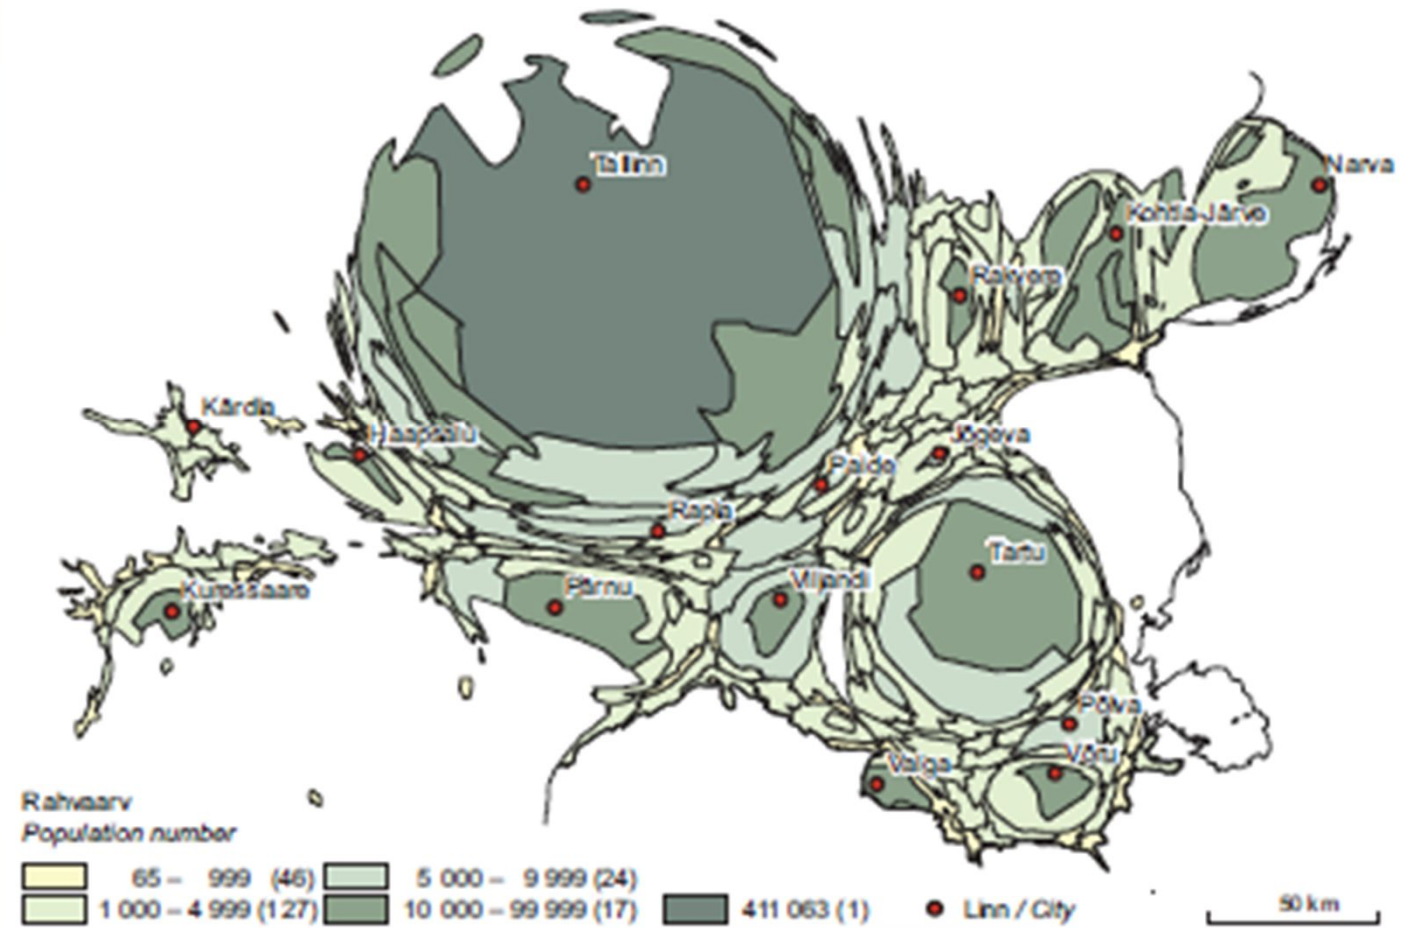 Tallinn
Narva
Kohtla-Järve
Rakvere
Kärdla
Haapsalu
Jõgeva
Paide
Rapla
Tartu
Viljandi
Pärnu
Kuressaare
Põlva
Võru
Valga
Rahvaarv
Population number
65 – 999 (46)
5 000 – 9 999 (24)
1 000 – 4 999 (127)
10 000 – 99 999 (17)
411 063 (1)
Linn / City
50 km